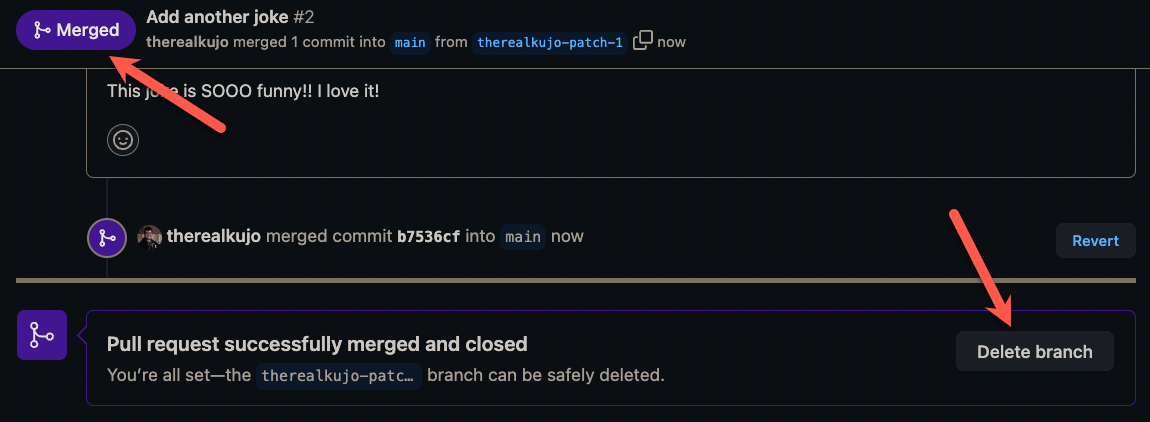 Merged
Add another joke #2
therealkujo merged 1 commit into main from therealkujo-patch-1 now
This joke is SOOO funny!! I love it!
therealkujo merged commit b7536cf into main now
Revert
Pull request successfully merged and closed
Delete branch
You’re all set—the therealkujo-patc… branch can be safely deleted.